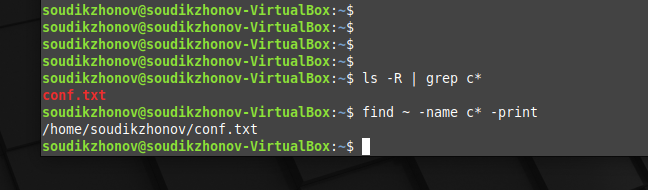 soudikzhonov@soudikzhonov-VirtualBox:~$
soudikzhonov@soudikzhonov-VirtualBox:~$
soudikzhonov@soudikzhonov-VirtualBox:~$
soudikzhonov@soudikzhonov-VirtualBox:~$
soudikzhonov@soudikzhonov-VirtualBox:~$ ls -R | grep c*
conf.txt
soudikzhonov@soudikzhonov-VirtualBox:~$ find ~ -name c* -print
/home/soudikzhonov/conf.txt
soudikzhonov@soudikzhonov-VirtualBox:~$